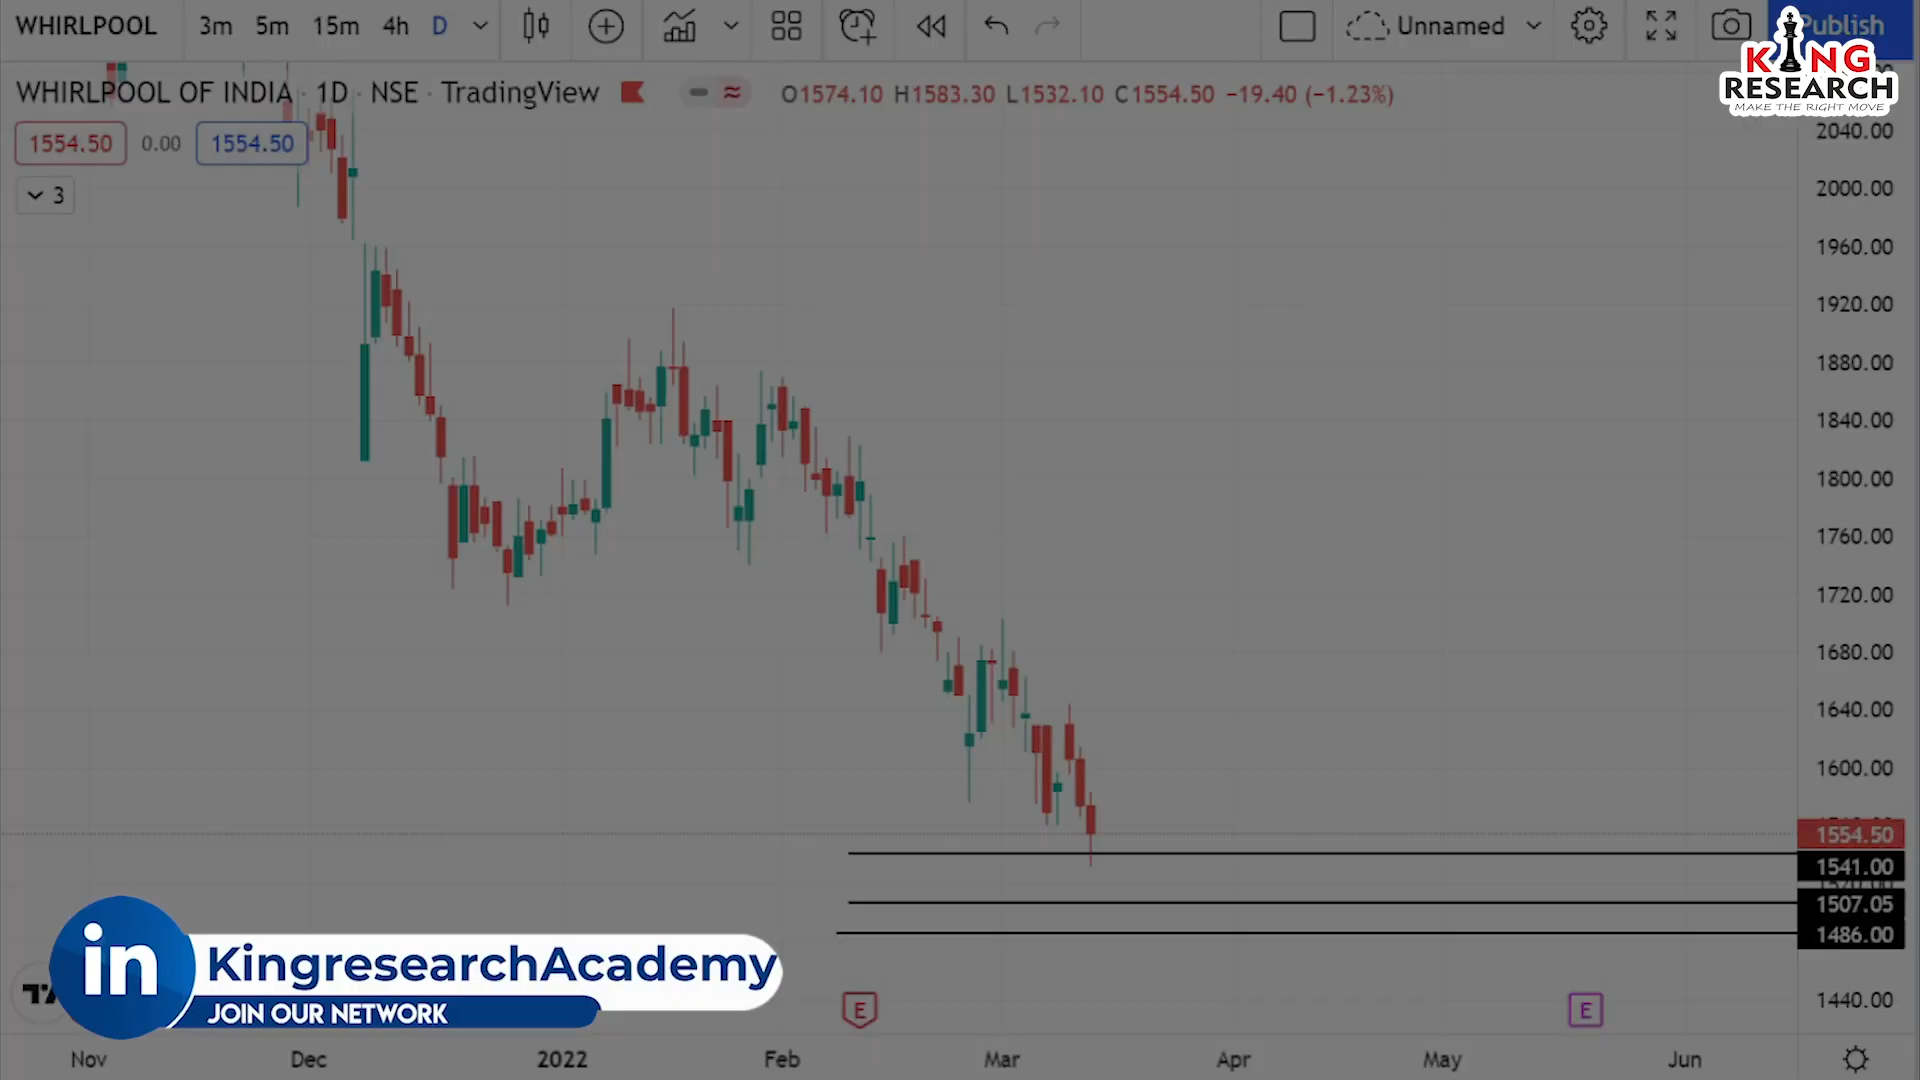 WHIRLPOOL 3m 5m 15m 4h D Unnamed Publish
KING
RESEARCH
MAKE THE RIGHT MOVE
WHIRLPOOL OF INDIA · 1D · NSE · TradingView O1574.10 H1583.30 L1532.10 C1554.50 −19.40 (−1.23%)
1554.50 0.00 1554.50
3
2040.00
2000.00
1960.00
1920.00
1880.00
1840.00
1800.00
1760.00
1720.00
1680.00
1640.00
1600.00
1554.50
1541.00
1507.05
1486.00
1440.00
in KingresearchAcademy
JOIN OUR NETWORK
E E
Nov Dec 2022 Feb Mar Apr May Jun